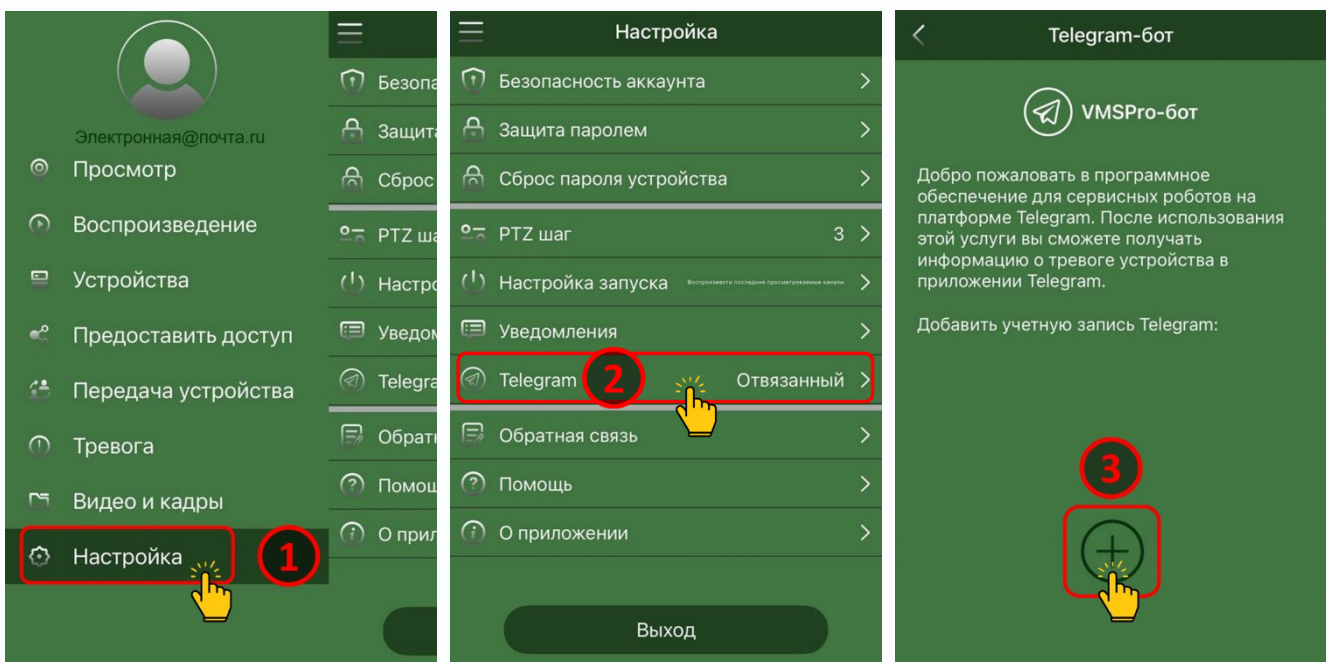 Электронная@почта.ru
Просмотр
Воспроизведение
Устройства
Предоставить доступ
Передача устройства
Тревога
Видео и кадры
Настройка
1
Безопа
Защита
Сброс
PTZ ша
Настро
Уведом
Telegra
Обратн
Помощ
О прил
Настройка
Безопасность аккаунта
Защита паролем
Сброс пароля устройства
PTZ шаг 3
Настройка запуска Воспроизвести последние просматриваемые каналы
Уведомления
Telegram 2 Отвязанный
Обратная связь
Помощь
О приложении
Выход
Telegram-бот
VMSPro-бот
Добро пожаловать в программное
обеспечение для сервисных роботов на
платформе Telegram. После использования
этой услуги вы сможете получать
информацию о тревоге устройства в
приложении Telegram.
Добавить учетную запись Telegram:
3